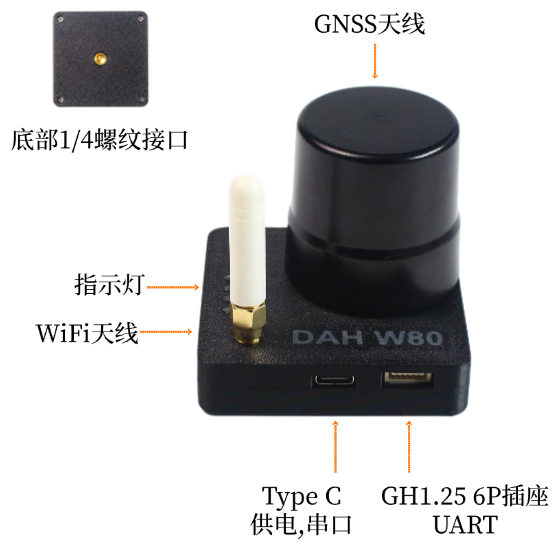 GNSS天线
底部1/4螺纹接口
指示灯
WiFi天线
DAH W80
Type C
供电,串口
GH1.25 6P插座
UART